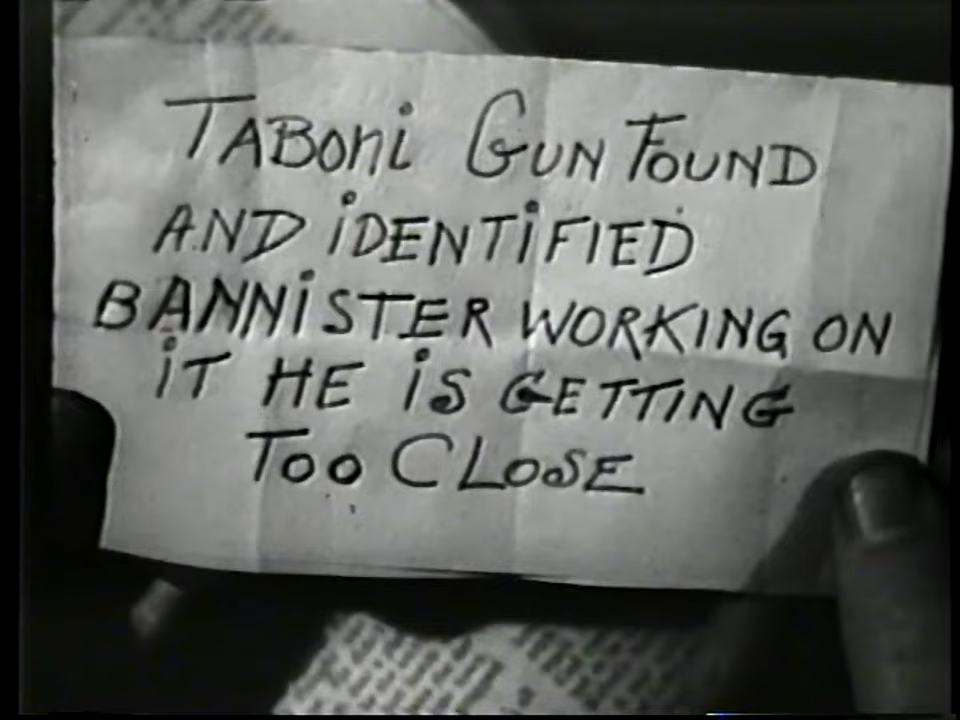 TABONi GUN FOUND
AND iDENTiFIED
BANNiSTER WORKING ON
iT HE iS GETTING
TOO CLOSE